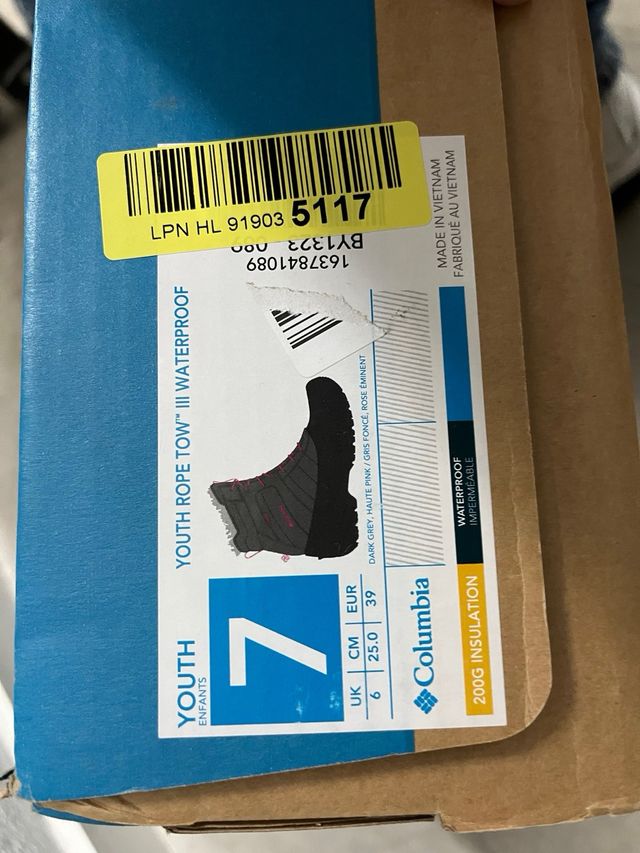 LPN HL 91903 5117
1637841089
BY1323 089
MADE IN VIETNAM
FABRIQUÉ AU VIETNAM
YOUTH ROPE TOW™ III WATERPROOF
DARK GREY, HAUTE PINK / GRIS FONCÉ, ROSE ÉMINENT
YOUTH
ENFANTS
7
UK CM EUR
6 25.0 39
Columbia
WATERPROOF
IMPERMÉABLE
200G INSULATION